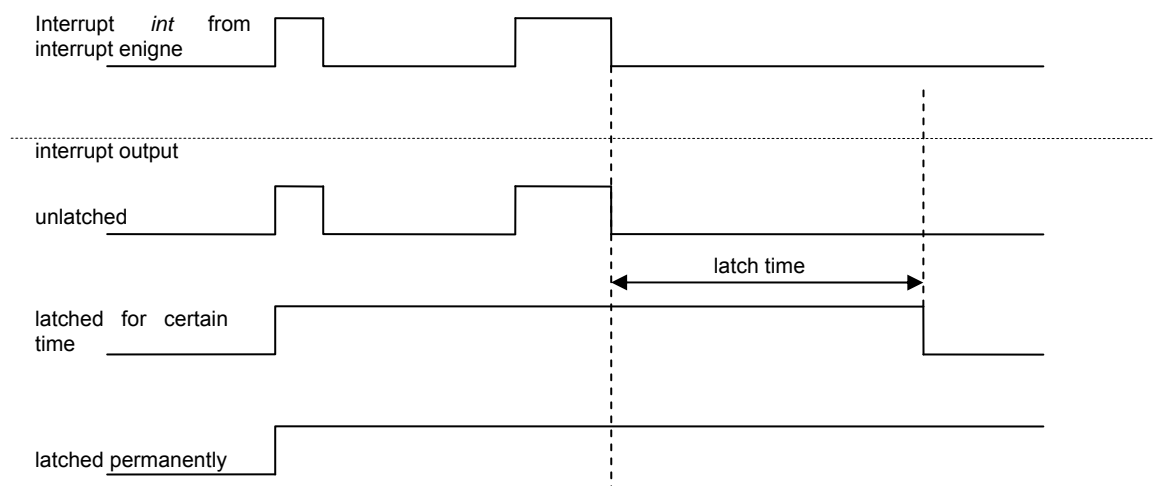 Interrupt int from
interrupt enigne
interrupt output
unlatched
latch time
latched for certain
time
latched permanently